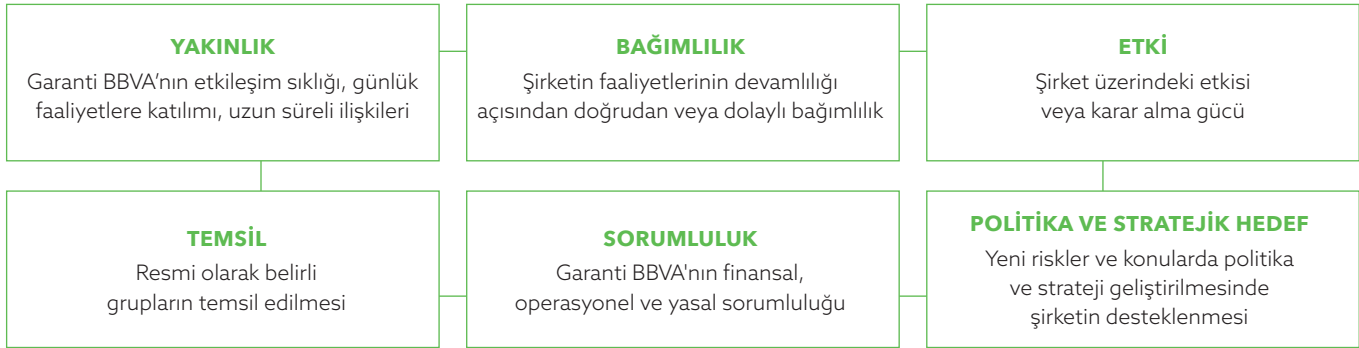 YAKINLIK
Garanti BBVA’nın etkileşim sıklığı, günlük
faaliyetlere katılımı, uzun süreli ilişkileri
BAĞIMLILIK
Şirketin faaliyetlerinin devamlılığı
açısından doğrudan veya dolaylı bağımlılık
ETKİ
Şirket üzerindeki etkisi
veya karar alma gücü
TEMSİL
Resmi olarak belirli
grupların temsil edilmesi
SORUMLULUK
Garanti BBVA'nın finansal,
operasyonel ve yasal sorumluluğu
POLİTİKA VE STRATEJİK HEDEF
Yeni riskler ve konularda politika
ve strateji geliştirilmesinde
şirketin desteklenmesi